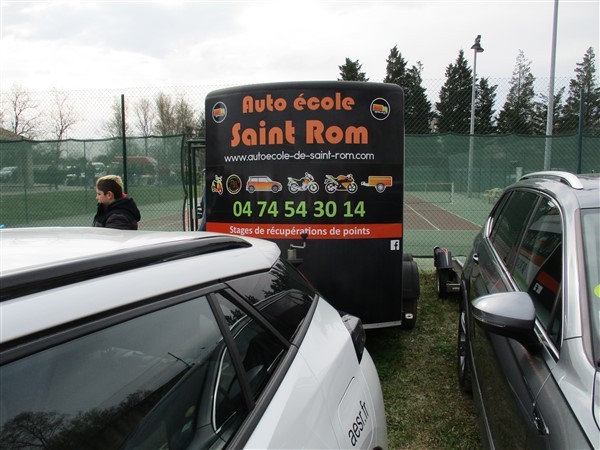 Auto école
Saint Rom
www.autoecole-de-saint-rom.com
04 74 54 30 14
Stages de récupérations de points
f
aesr.fr